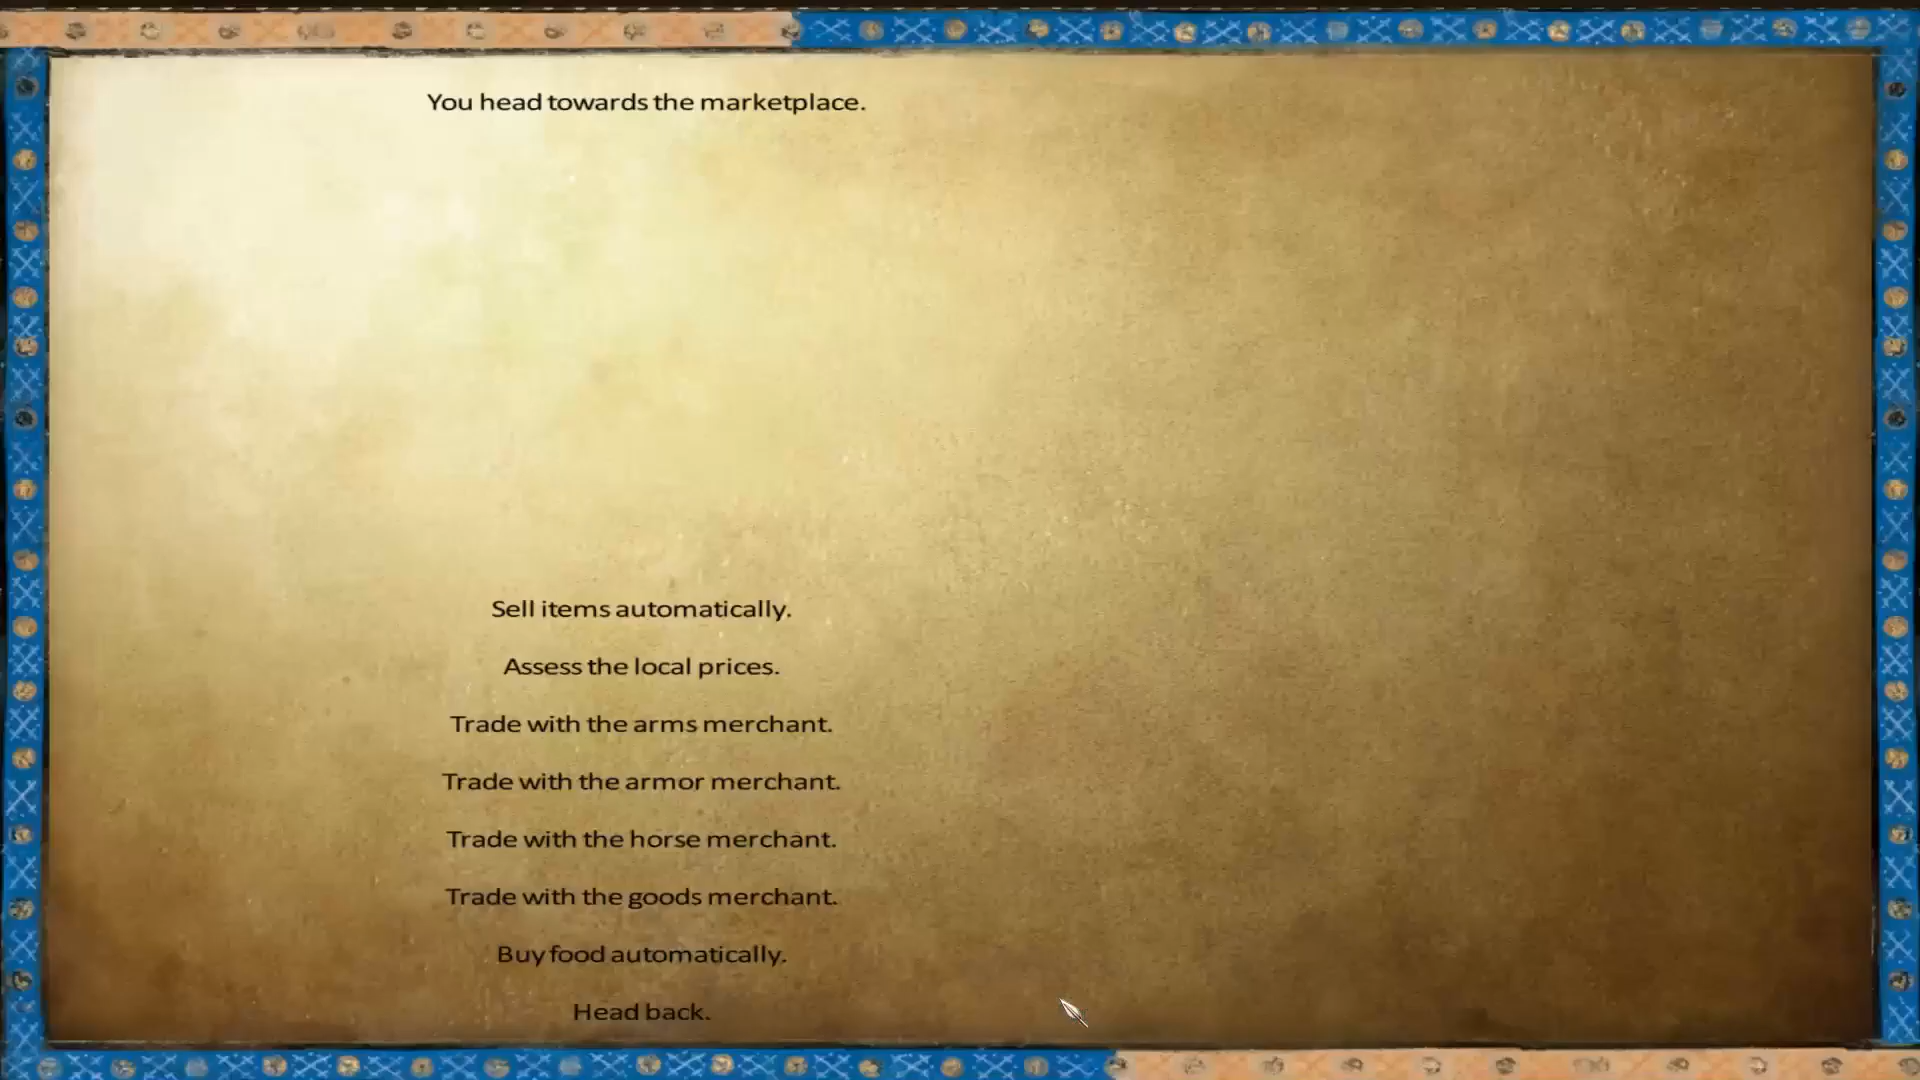 You head towards the marketplace.
Sell items automatically.
Assess the local prices.
Trade with the arms merchant.
Trade with the armor merchant.
Trade with the horse merchant.
Trade with the goods merchant.
Buy food automatically.
Head back.